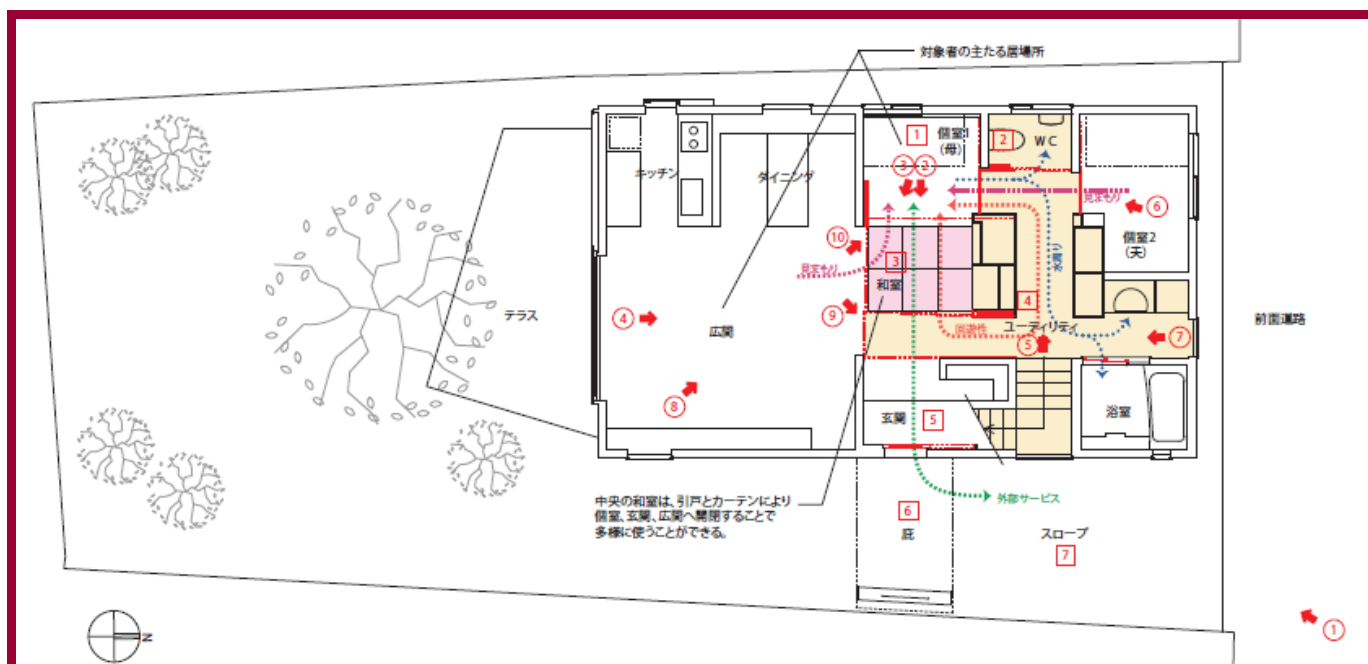 対象者の主たる居場所
1
個室1
(母)
2
WC
キッチン
ダイニング
3
2
見まもり
6
個室2
(夫)
水廻り
10
3
和室
見まもり
テラス
4
広間
9
4
ユーティリティ
回遊性
5
7
前面道路
8
玄関
5
浴室
中央の和室は、引戸とカーテンにより
個室、玄関、広間へ開閉することで
多様に使うことができる。
外部サービス
6
庇
スロープ
7
N
1